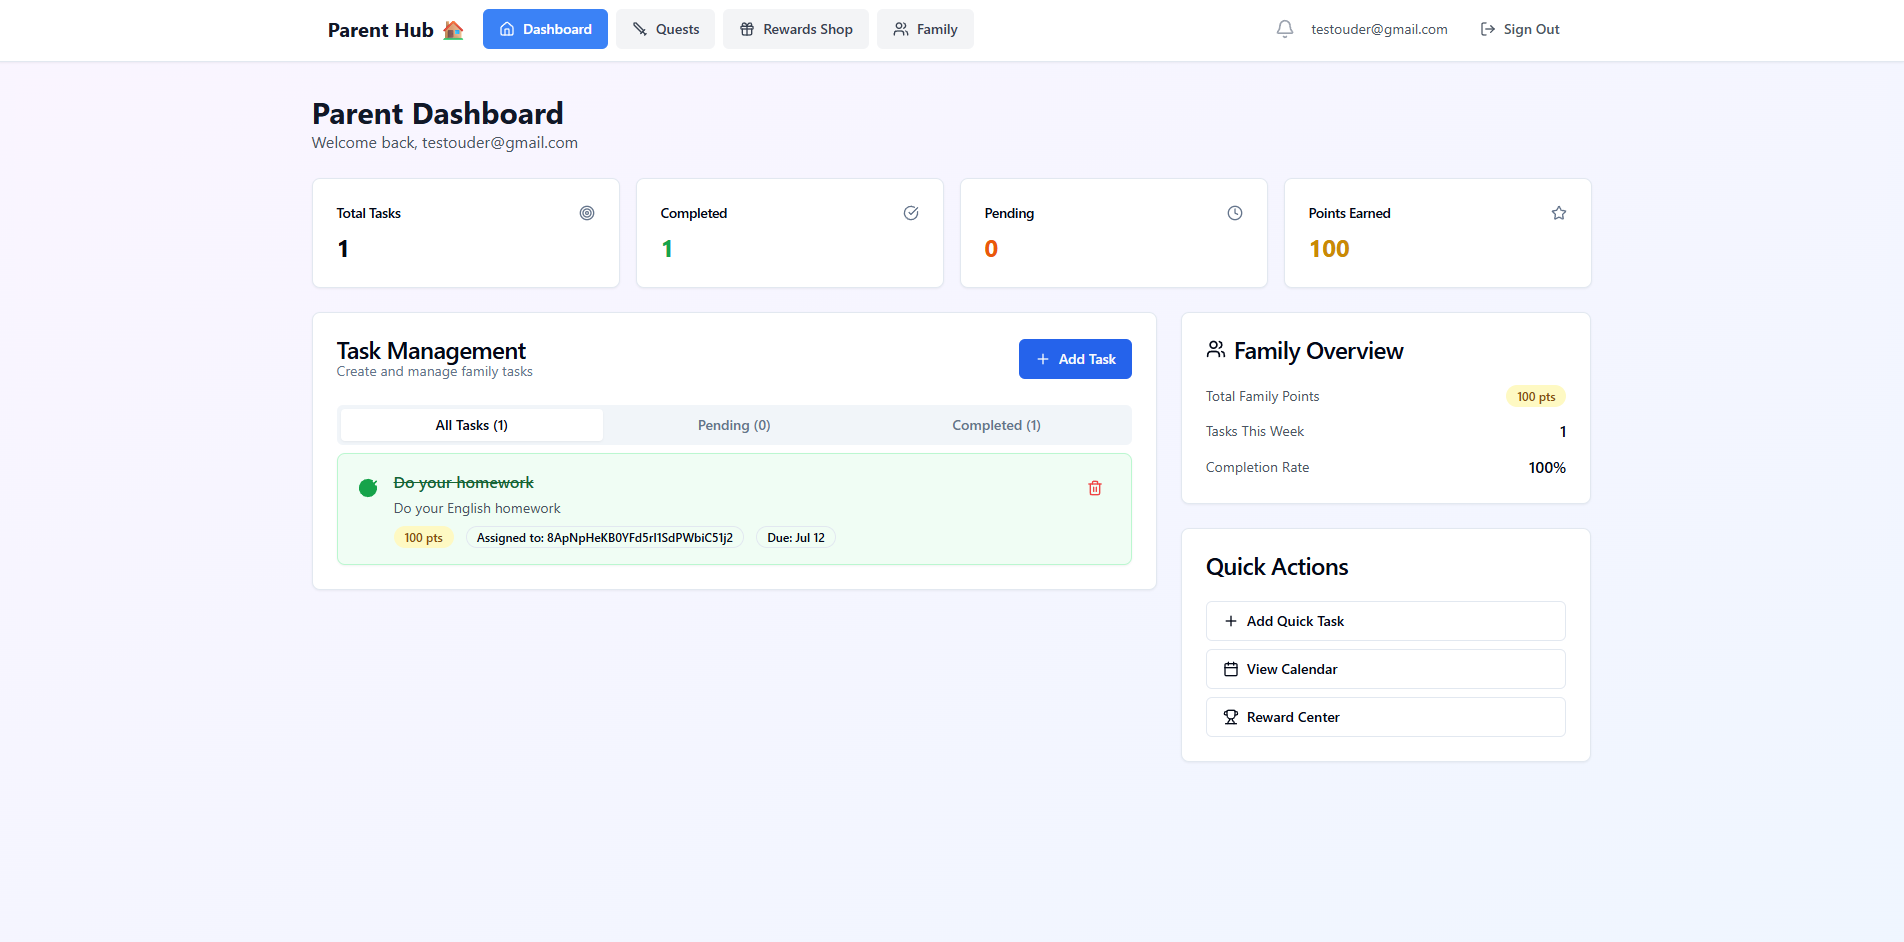 Parent Hub
Dashboard
Quests
Rewards Shop
Family
testouder@gmail.com
Sign Out
Parent Dashboard
Welcome back, testouder@gmail.com
Total Tasks
1
Completed
1
Pending
0
Points Earned
100
Task Management
Create and manage family tasks
Add Task
All Tasks (1)
Pending (0)
Completed (1)
Do your homework
Do your English homework
100 pts
Assigned to: 8ApNpHeKB0YFd5rI1SdPWbiC51j2
Due: Jul 12
Family Overview
Total Family Points
100 pts
Tasks This Week
1
Completion Rate
100%
Quick Actions
Add Quick Task
View Calendar
Reward Center